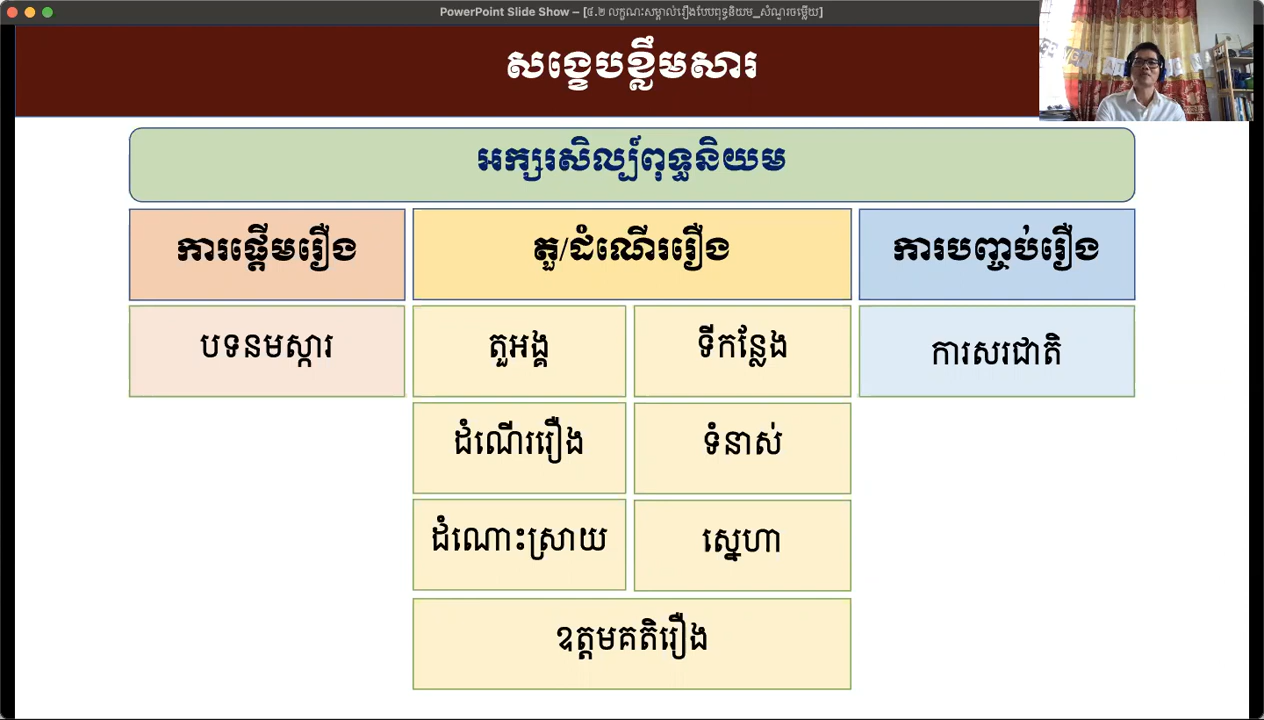 PowerPoint Slide Show – [៤.២ លក្ខណៈសម្គាល់រឿងបែបពុទ្ធនិយម_សំណួរចម្លើយ]
សង្ខេបខ្លឹមសារ
អក្សរសិល្ប៍ពុទ្ធនិយម
ការផ្ដើមរឿង
តួ/ដំណើររឿង
ការបញ្ចប់រឿង
បទនមស្ការ
តួអង្គ
ទីកន្លែង
ការសរជាតិ
ដំណើររឿង
ទំនាស់
ដំណោះស្រាយ
ស្នេហា
ឧត្ដមគតិរឿង